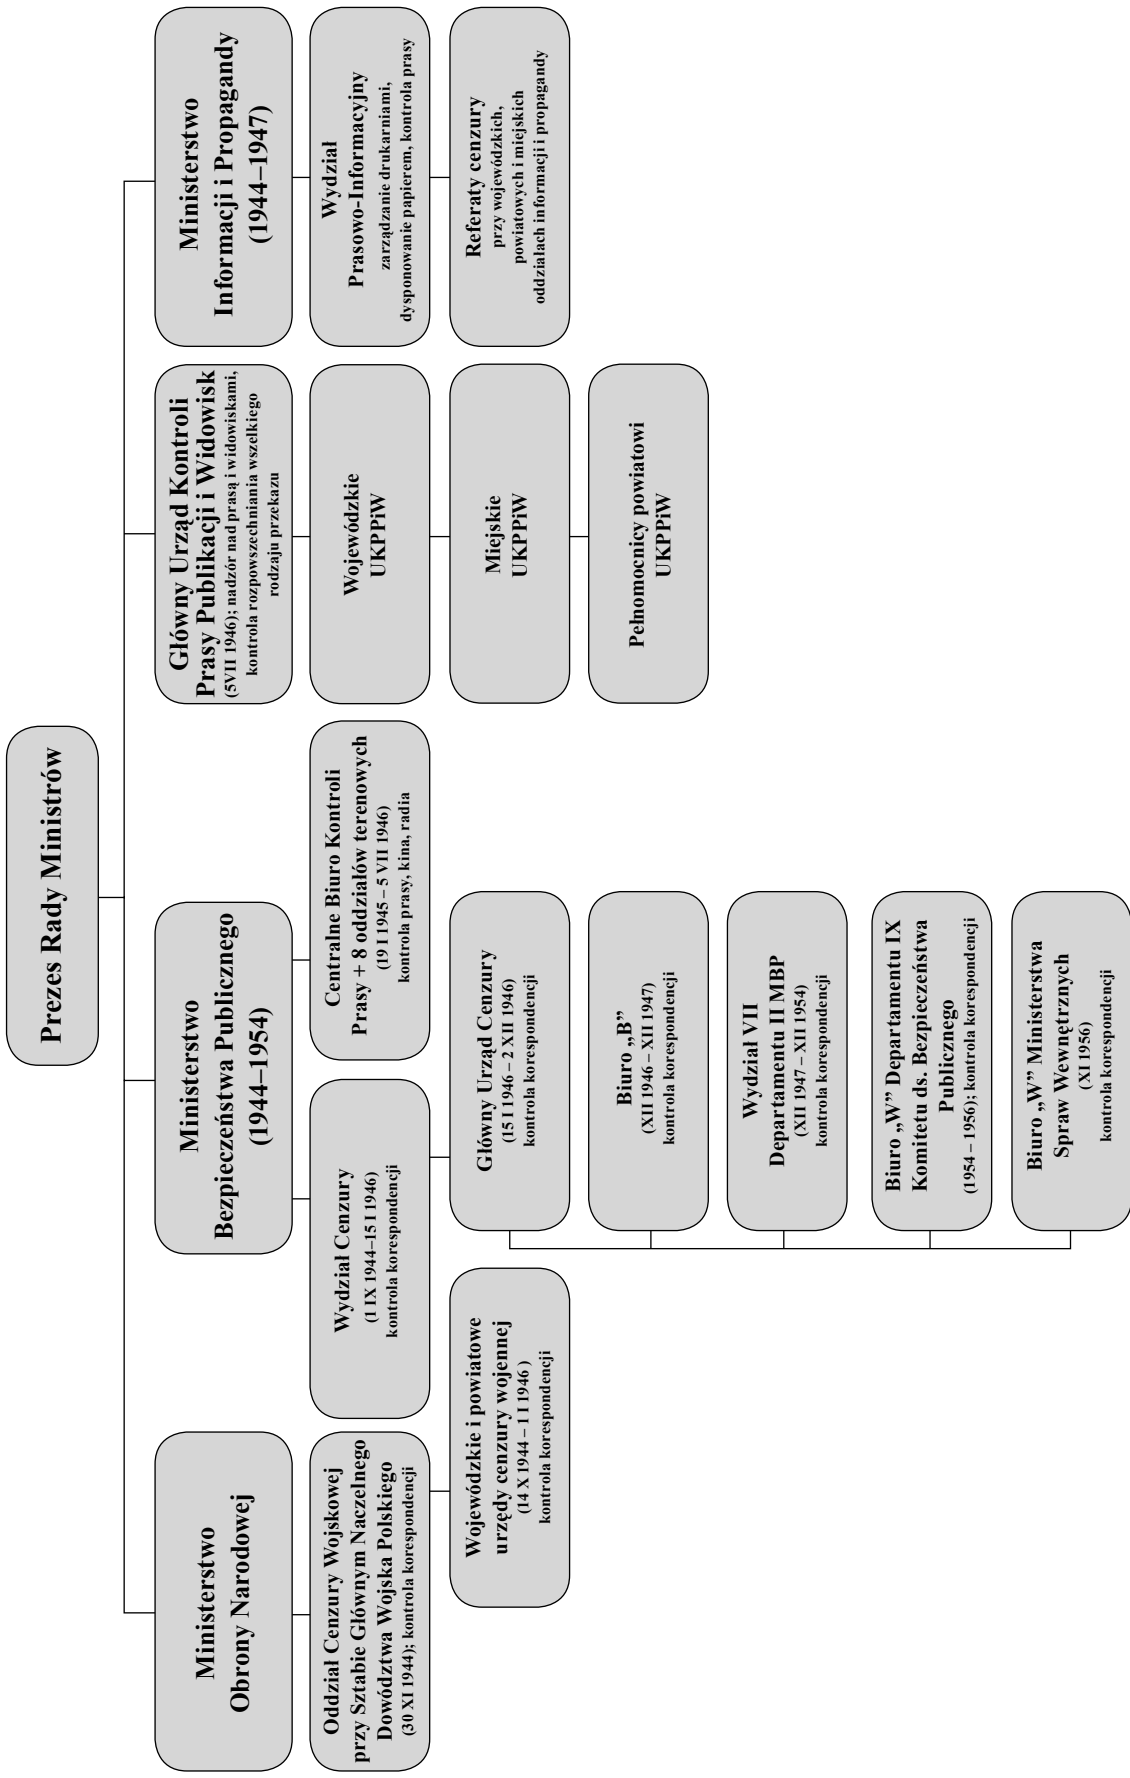 Prezes Rady Ministrów
Ministerstwo
Obrony Narodowej
Oddział Cenzury Wojskowej
przy Sztabie Głównym Naczelnego
Dowództwa Wojska Polskiego
(30 XI 1944); kontrola korespondencji
Wojewódzkie i powiatowe
urzędy cenzury wojennej
(14 X 1944 – 1 I 1946)
kontrola korespondencji
Ministerstwo
Bezpieczeństwa Publicznego
(1944–1954)
Wydział Cenzury
(1 IX 1944–15 I 1946)
kontrola korespondencji
Centralne Biuro Kontroli
Prasy + 8 oddziałów terenowych
(19 I 1945 – 5 VII 1946)
kontrola prasy, kina, radia
Główny Urząd Cenzury
(15 I 1946 – 2 XII 1946)
kontrola korespondencji
Biuro „B”
(XII 1946 – XII 1947)
kontrola korespondencji
Wydział VII
Departamentu II MBP
(XII 1947 – XII 1954)
kontrola korespondencji
Biuro „W” Departamentu IX
Komitetu ds. Bezpieczeństwa
Publicznego
(1954 – 1956); kontrola korespondencji
Biuro „W” Ministerstwa
Spraw Wewnętrznych
(XI 1956)
kontrola korespondencji
Główny Urząd Kontroli
Prasy Publikacji i Widowisk
(5VII 1946); nadzór nad prasą i widowiskami,
kontrola rozpowszechniania wszelkiego
rodzaju przekazu
Wojewódzkie
UKPPiW
Miejskie
UKPPiW
Pełnomocnicy powiatowi
UKPPiW
Ministerstwo
Informacji i Propagandy
(1944–1947)
Wydział
Prasowo-Informacyjny
zarządzanie drukarniami,
dysponowanie papierem, kontrola prasy
Referaty cenzury
przy wojewódzkich,
powiatowych i miejskich
oddziałach informacji i propagandy